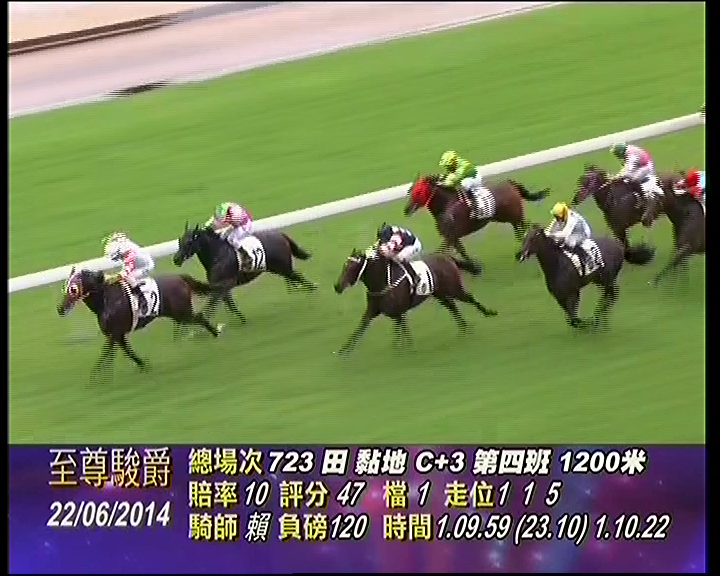 至尊駿爵 總場次 723 田 黏地 C+3 第四班 1200米
賠率 10 評分 47 檔 1 走位 1 1 5
22/06/2014 騎師 賴 負磅 120 時間 1.09.59 (23.10) 1.10.22